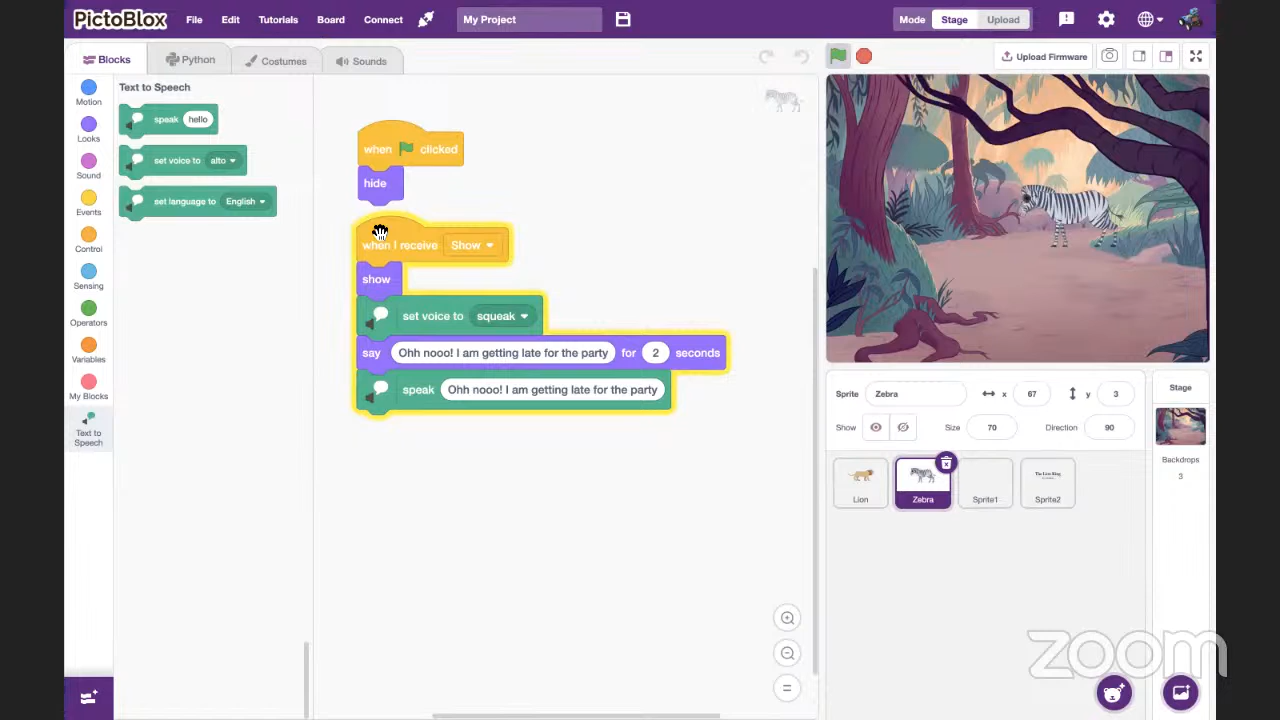 PictoBlox File Edit Tutorials Board Connect My Project Mode Stage Upload
Blocks Python Costumes Sounds Upload Firmware
Motion
Looks
Sound
Events
Control
Sensing
Operators
Variables
My Blocks
Text to
Speech
Text to Speech
speak hello
set voice to alto
set language to English
when clicked
hide
when I receive Show
show
set voice to squeak
say Ohh nooo! I am getting late for the party for 2 seconds
speak Ohh nooo! I am getting late for the party
Sprite Zebra x 67 y 3
Show Size 70 Direction 90
Lion
Zebra
Sprite1
The Lion King
Sprite2
Stage
Backdrops
3
zoom